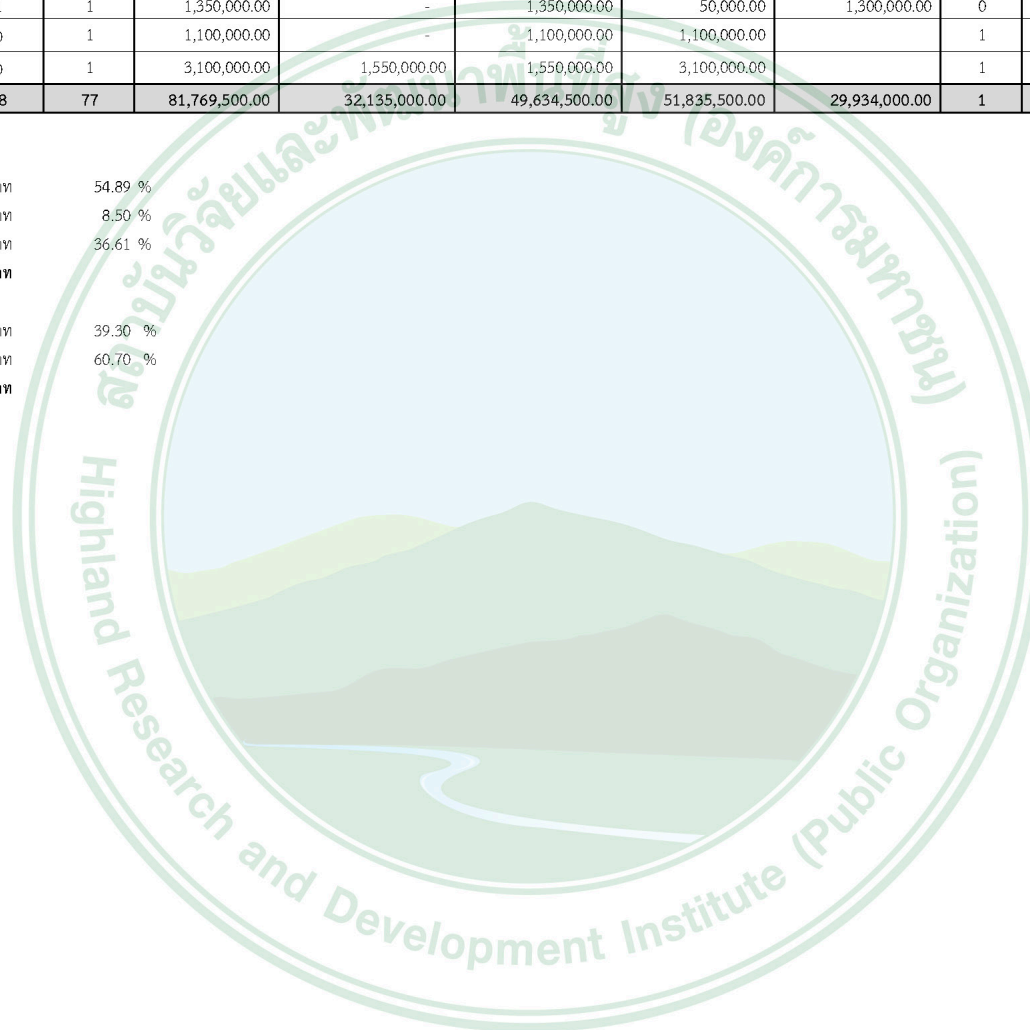 1 1,350,000.00 - 1,350,000.00 50,000.00 1,300,000.00 0
1 1,100,000.00 - 1,100,000.00 1,100,000.00 1
1 3,100,000.00 1,550,000.00 1,550,000.00 3,100,000.00 1
8 77 81,769,500.00 32,135,000.00 49,634,500.00 51,835,500.00 29,934,000.00 1
54.89 %
8.50 %
36.61 %
39.30 %
60.70 %
สถาบันวิจัยและพัฒนาพื้นที่สูง (องค์การมหาชน)
Highland Research and Development Institute (Public Organization)